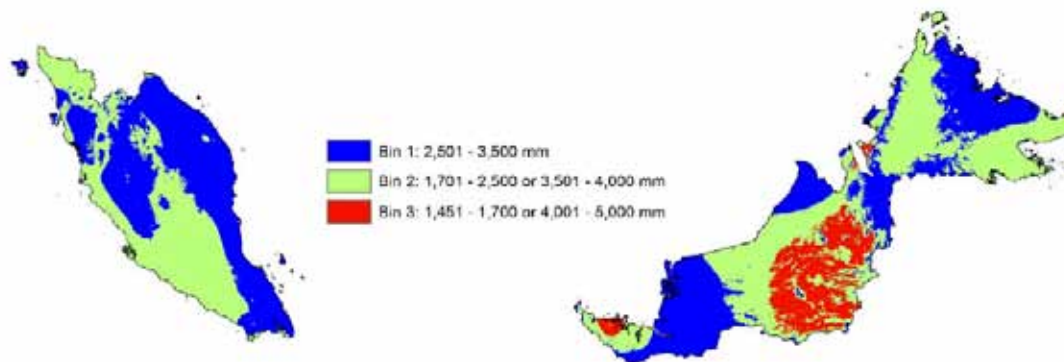 Bin 1: 2,501 - 3,500 mm
Bin 2: 1,701 - 2,500 or 3,501 - 4,000 mm
Bin 3: 1,451 - 1,700 or 4,001 - 5,000 mm